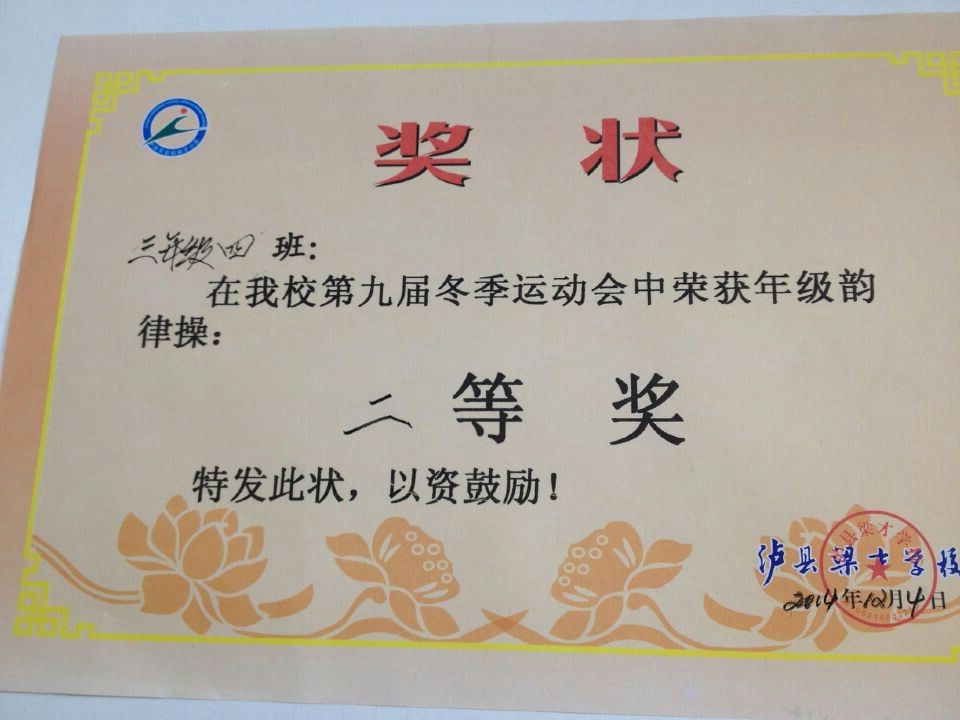 奖状
三年级四 班：
在我校第九届冬季运动会中荣获年级韵
律操：
二等奖
特发此状，以资鼓励！
泸县梁才学校
2014年12月4日